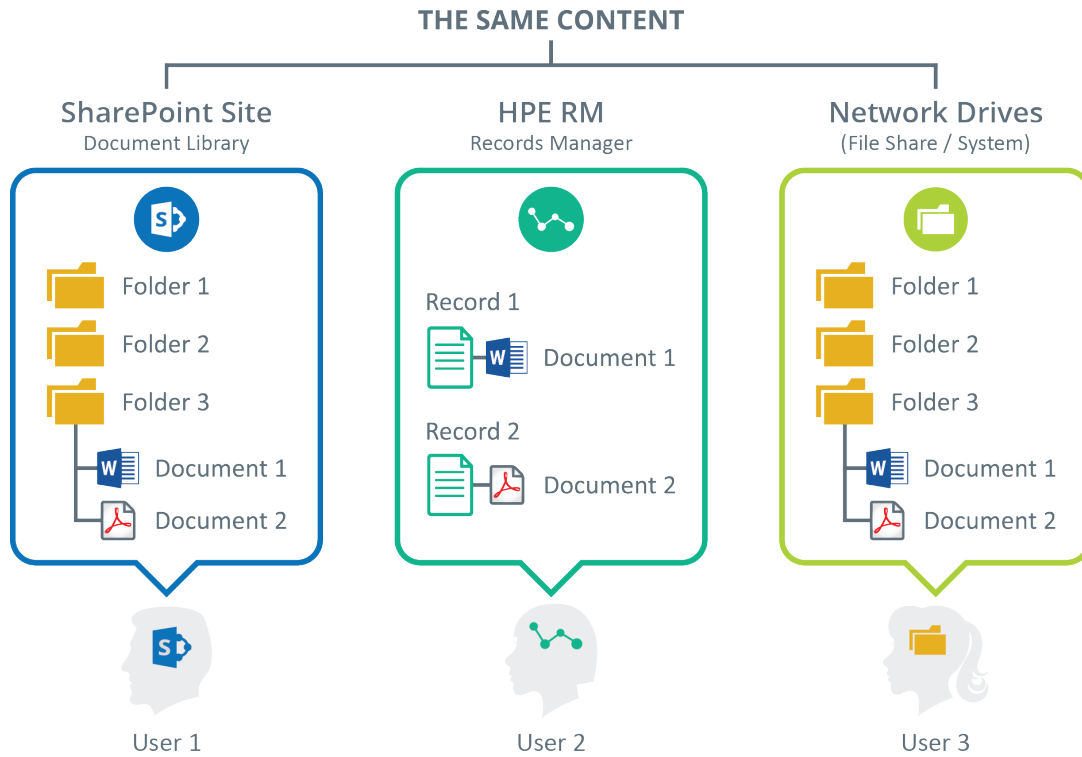 THE SAME CONTENT
SharePoint Site
Document Library
S
Folder 1
Folder 2
Folder 3
W
Document 1
Document 2
HPE RM
Records Manager
Record 1
W
Document 1
Record 2
Document 2
Network Drives
(File Share / System)
Folder 1
Folder 2
Folder 3
W
Document 1
Document 2
S
User 1
User 2
User 3